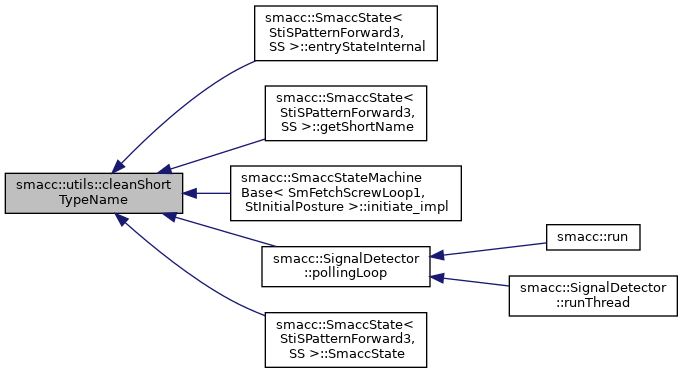 smacc::SmaccState<
StiSPatternForward3,
SS >::entryStateInternal
smacc::SmaccState<
StiSPatternForward3,
SS >::getShortName
smacc::utils::cleanShort
TypeName
smacc::SmaccStateMachine
Base< SmFetchScrewLoop1,
StInitialPosture >::initiate_impl
smacc::SignalDetector
::pollingLoop
smacc::run
smacc::SignalDetector
::runThread
smacc::SmaccState<
StiSPatternForward3,
SS >::SmaccState